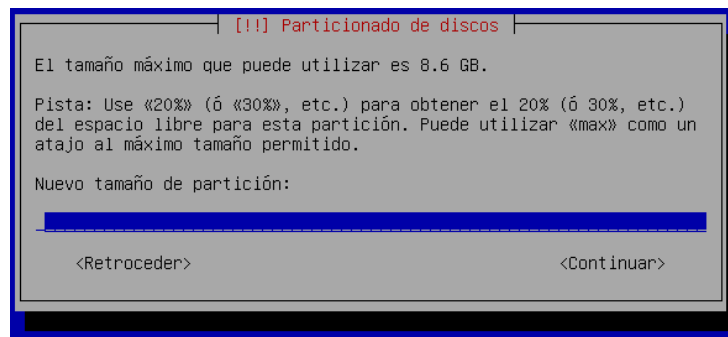 [!!] Particionado de discos
El tamaño máximo que puede utilizar es 8.6 GB.
Pista: Use «20%» (ó «30%», etc.) para obtener el 20% (ó 30%, etc.)
del espacio libre para esta partición. Puede utilizar «max» como un
atajo al máximo tamaño permitido.
Nuevo tamaño de partición:
<Retroceder> <Continuar>